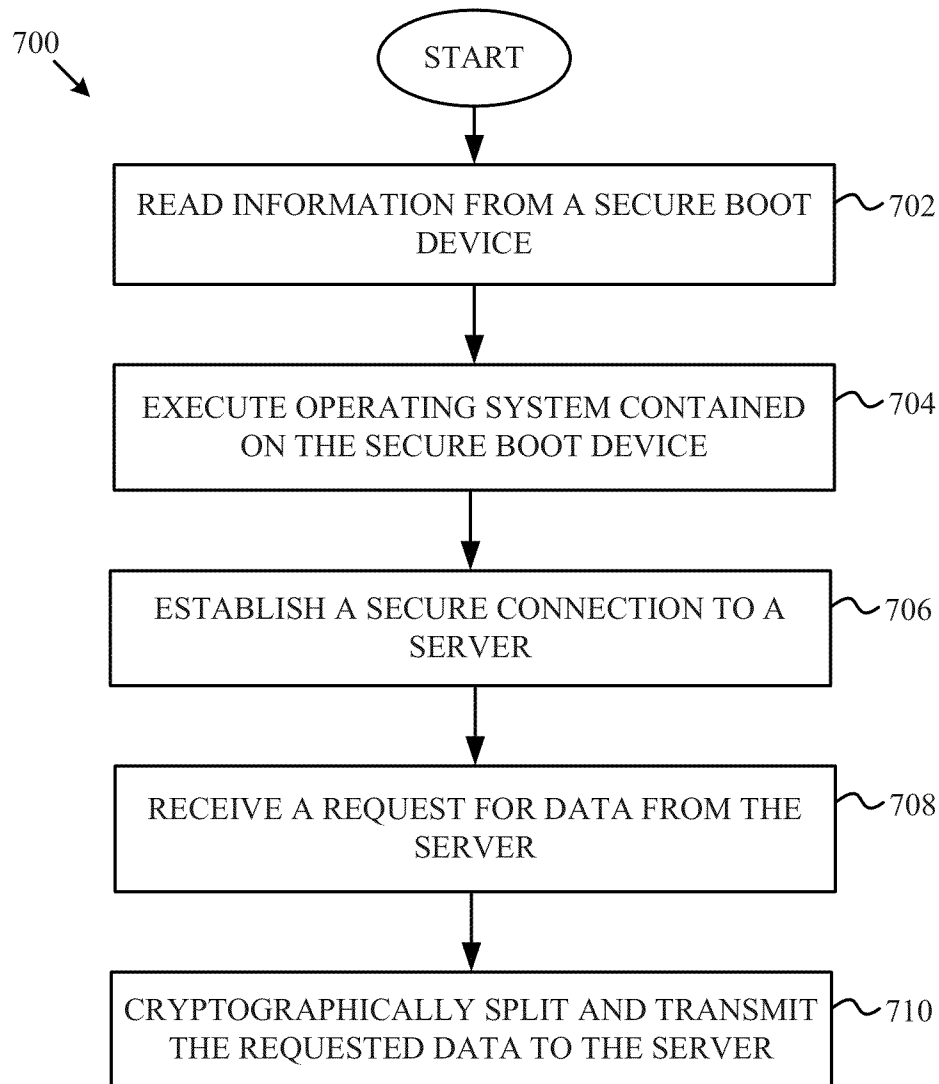 700
START
READ INFORMATION FROM A SECURE BOOT
DEVICE
702
EXECUTE OPERATING SYSTEM CONTAINED
ON THE SECURE BOOT DEVICE
704
ESTABLISH A SECURE CONNECTION TO A
SERVER
706
RECEIVE A REQUEST FOR DATA FROM THE
SERVER
708
CRYPTOGRAPHICALLY SPLIT AND TRANSMIT
THE REQUESTED DATA TO THE SERVER
710